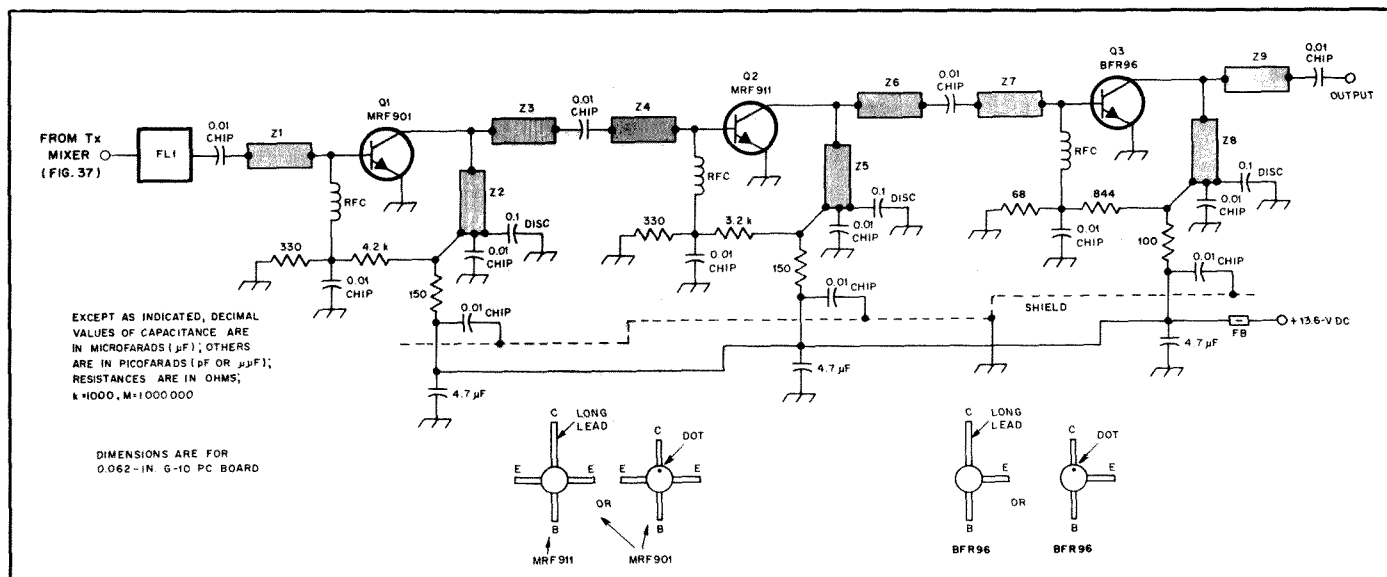 Q1
MRF901
Q2
MRF911
Q3
BFR96
FROM Tx
MIXER
(FIG. 37)
FL1
0.01
CHIP
Z1
RFC
330
4.2 k
0.01
CHIP
Z2
0.1
DISC
0.01
CHIP
150
0.01
CHIP
4.7 µF
Z3
0.01
CHIP
Z4
RFC
330
3.2 k
0.01
CHIP
Z5
0.1
DISC
0.01
CHIP
150
0.01
CHIP
4.7 µF
Z6
0.01
CHIP
Z7
RFC
68
844
0.01
CHIP
Z8
0.1
DISC
0.01
CHIP
100
0.01
CHIP
Z9
0.01
CHIP
OUTPUT
SHIELD
FB
+13.6-V DC
4.7 µF
EXCEPT AS INDICATED, DECIMAL
VALUES OF CAPACITANCE ARE
IN MICROFARADS (µF); OTHERS
ARE IN PICOFARADS (pF OR µµF);
RESISTANCES ARE IN OHMS;
k=1000, M=1000000
DIMENSIONS ARE FOR
0.062-IN. G-10 PC BOARD
C
LONG
LEAD
E
E
B
MRF911
OR
C
DOT
E
E
B
MRF901
C
LONG
LEAD
E
B
BFR96
OR
C
DOT
E
B
BFR96